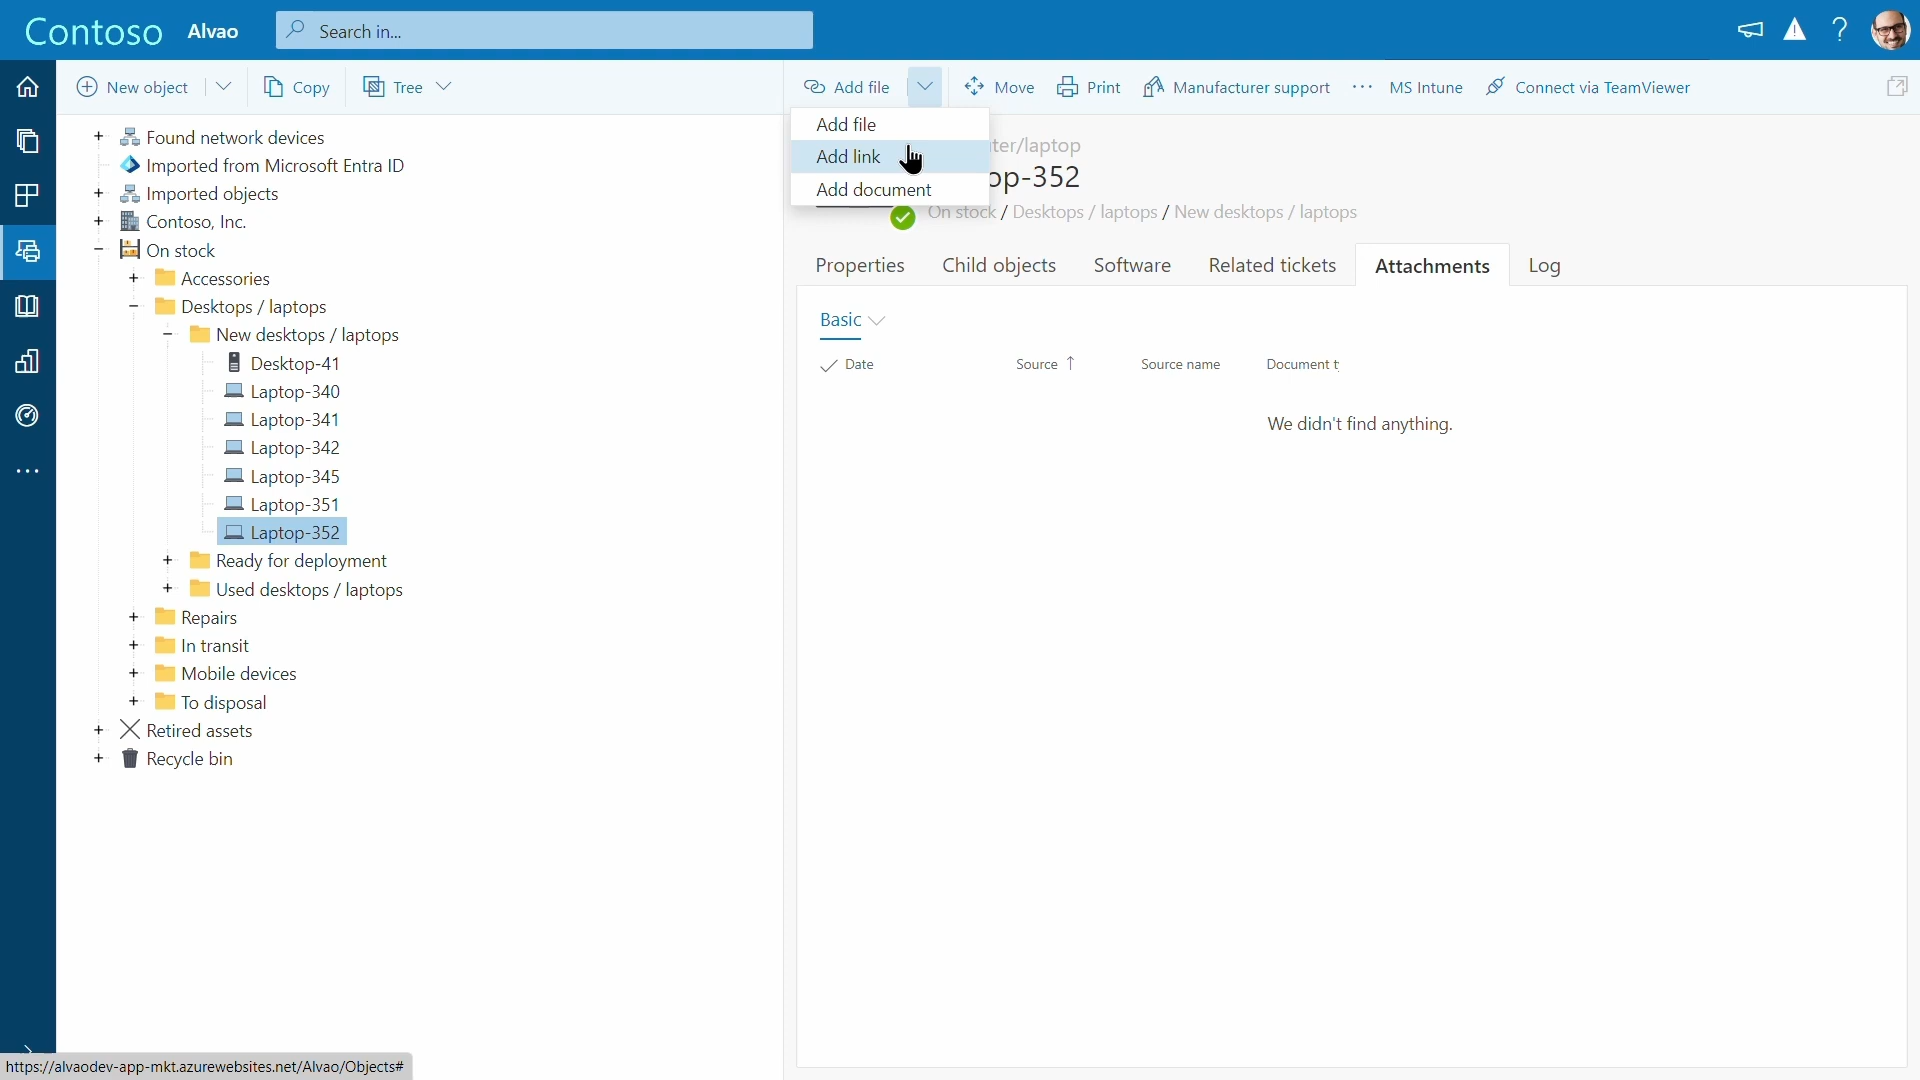 Contoso Alvao Search in...
New object Copy Tree Add file Move Print Manufacturer support ... MS Intune Connect via TeamViewer
Found network devices
Imported from Microsoft Entra ID
Imported objects
Contoso, Inc.
On stock
Accessories
Desktops / laptops
New desktops / laptops
Desktop-41
Laptop-340
Laptop-341
Laptop-342
Laptop-345
Laptop-351
Laptop-352
Ready for deployment
Used desktops / laptops
Repairs
In transit
Mobile devices
To disposal
Retired assets
Recycle bin
Add file
Add link
Add document
ter/laptop
op-352
On stock / Desktops / laptops / New desktops / laptops
Properties Child objects Software Related tickets Attachments Log
Basic
Date Source Source name Document t
We didn't find anything.
https://alvaodev-app-mkt.azurewebsites.net/Alvao/Objects#